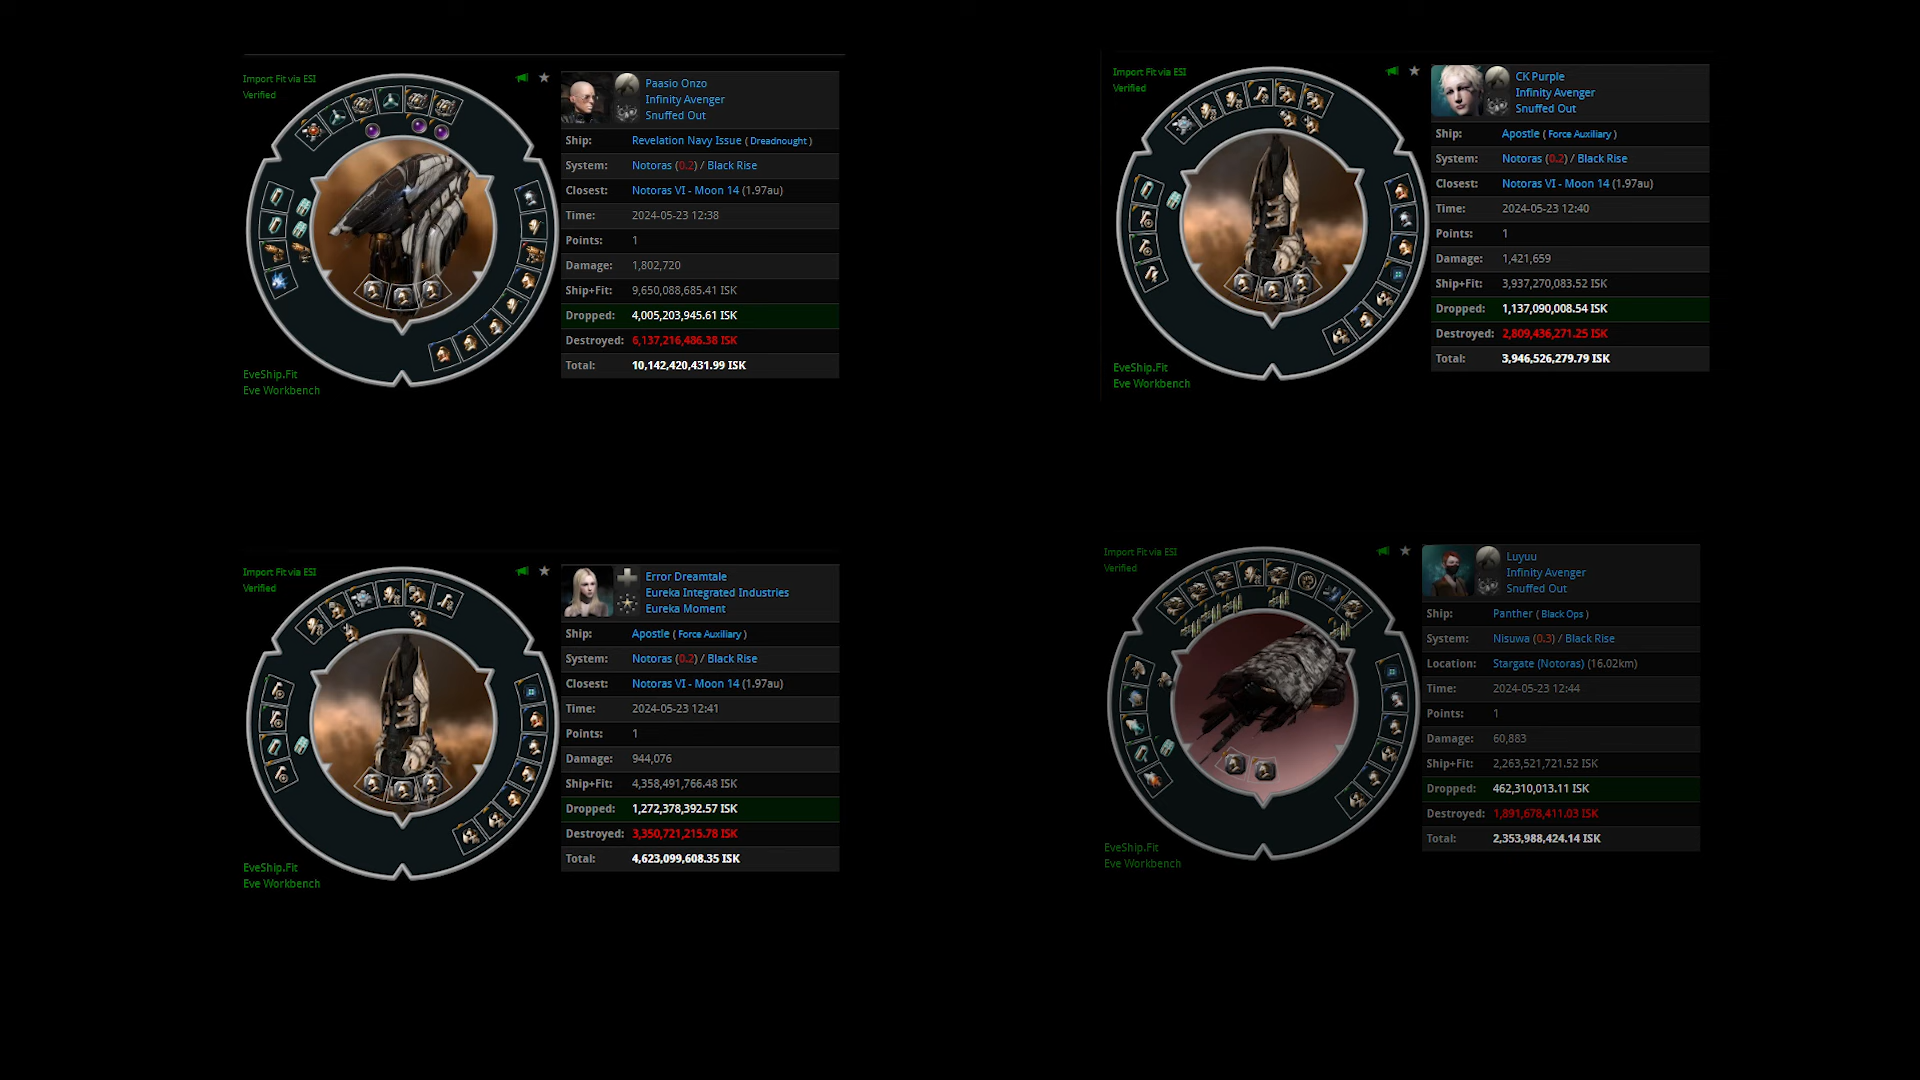 Import Fit via ESI
Verified
Paasio Onzo
Infinity Avenger
Snuffed Out
Ship: Revelation Navy Issue ( Dreadnought )
System: Notoras (0.2) / Black Rise
Closest: Notoras VI - Moon 14 (1.97au)
Time: 2024-05-23 12:38
Points: 1
Damage: 1,802,720
Ship+Fit: 9,650,088,685.41 ISK
Dropped: 4,005,203,945.61 ISK
Destroyed: 6,137,216,486.38 ISK
Total: 10,142,420,431.99 ISK
EveShip.Fit
Eve Workbench
Import Fit via ESI
Verified
CK Purple
Infinity Avenger
Snuffed Out
Ship: Apostle ( Force Auxiliary )
System: Notoras (0.2) / Black Rise
Closest: Notoras VI - Moon 14 (1.97au)
Time: 2024-05-23 12:40
Points: 1
Damage: 1,421,659
Ship+Fit: 3,937,270,083.52 ISK
Dropped: 1,137,090,008.54 ISK
Destroyed: 2,809,436,271.25 ISK
Total: 3,946,526,279.79 ISK
EveShip.Fit
Eve Workbench
Import Fit via ESI
Verified
Error Dreamtale
Eureka Integrated Industries
Eureka Moment
Ship: Apostle ( Force Auxiliary )
System: Notoras (0.2) / Black Rise
Closest: Notoras VI - Moon 14 (1.97au)
Time: 2024-05-23 12:41
Points: 1
Damage: 944,076
Ship+Fit: 4,358,491,766.48 ISK
Dropped: 1,272,378,392.57 ISK
Destroyed: 3,350,721,215.78 ISK
Total: 4,623,099,608.35 ISK
EveShip.Fit
Eve Workbench
Import Fit via ESI
Verified
Luyuu
Infinity Avenger
Snuffed Out
Ship: Panther ( Black Ops )
System: Nisuwa (0.3) / Black Rise
Location: Stargate (Notoras) (16.02km)
Time: 2024-05-23 12:44
Points: 1
Damage: 60,883
Ship+Fit: 2,263,521,721.52 ISK
Dropped: 462,310,013.11 ISK
Destroyed: 1,891,678,411.03 ISK
Total: 2,353,988,424.14 ISK
EveShip.Fit
Eve Workbench